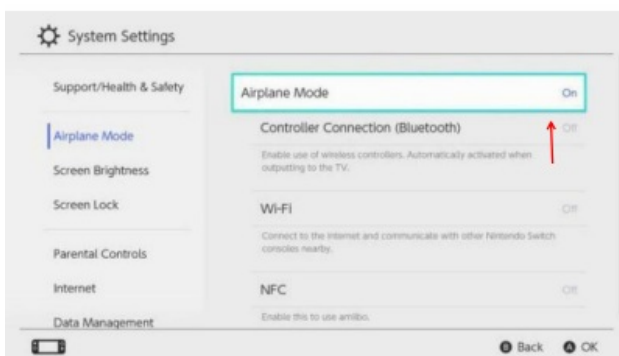 System Settings
Support/Health & Safety
Airplane Mode
Screen Brightness
Screen Lock
Parental Controls
Internet
Data Management
Airplane Mode On
Controller Connection (Bluetooth) Off
Enable use of wireless controllers. Automatically activated when
outputting to the TV.
Wi-Fi Off
Connect to the Internet and communicate with other Nintendo Switch
consoles nearby.
NFC Off
Enable this to use amiibo.
B Back A OK